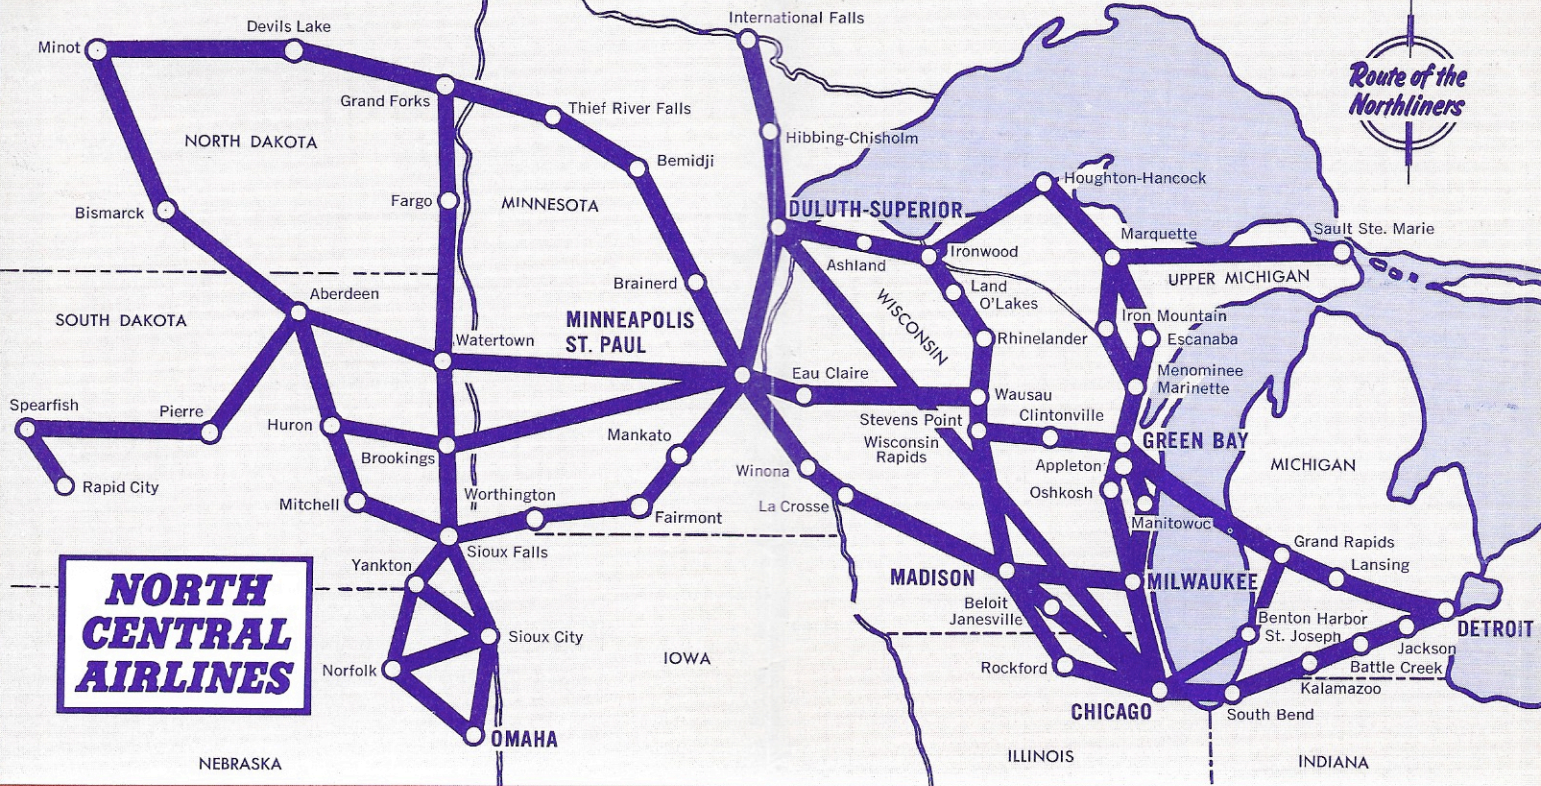 International Falls
Devils Lake
Minot
Route of the
Northliners
Grand Forks
Thief River Falls
Hibbing-Chisholm
NORTH DAKOTA
Bemidji
Houghton-Hancock
Fargo
MINNESOTA
Bismarck
DULUTH-SUPERIOR
Marquette
Sault Ste. Marie
Ironwood
Ashland
UPPER MICHIGAN
Brainerd
Land
O'Lakes
Aberdeen
WISCONSIN
SOUTH DAKOTA
MINNEAPOLIS
ST. PAUL
Iron Mountain
Rhinelander
Escanaba
Watertown
Eau Claire
Menominee
Marinette
Wausau
Spearfish
Pierre
Clintonville
Stevens Point
Huron
Mankato
Wisconsin
Rapids
GREEN BAY
Brookings
Appleton
MICHIGAN
Winona
Rapid City
Oshkosh
Worthington
Mitchell
La Crosse
Fairmont
Manitowoc
Sioux Falls
Grand Rapids
Yankton
Lansing
MADISON
MILWAUKEE
NORTH
CENTRAL
AIRLINES
Beloit
Janesville
Benton Harbor
St. Joseph
DETROIT
Sioux City
Jackson
IOWA
Norfolk
Rockford
Battle Creek
Kalamazoo
CHICAGO
South Bend
OMAHA
ILLINOIS
NEBRASKA
INDIANA